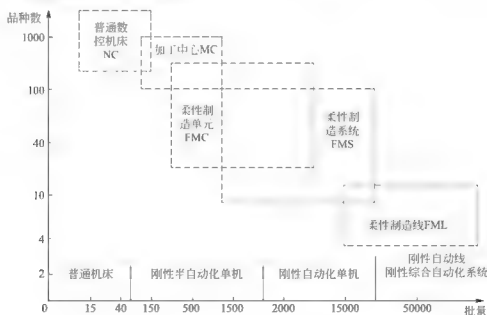 品种数
1000
100
40
10
4
2
0
普通数
控机床
NC
加工中心MC
柔性制
造单元
FMC
柔性制
造系统
FMS
柔性制造线FML
普通机床
刚性半自动化单机
刚性自动化单机
刚性自动线
刚性综合自动化系统
15
40
150
500
1500
2000
15000
50000
批量